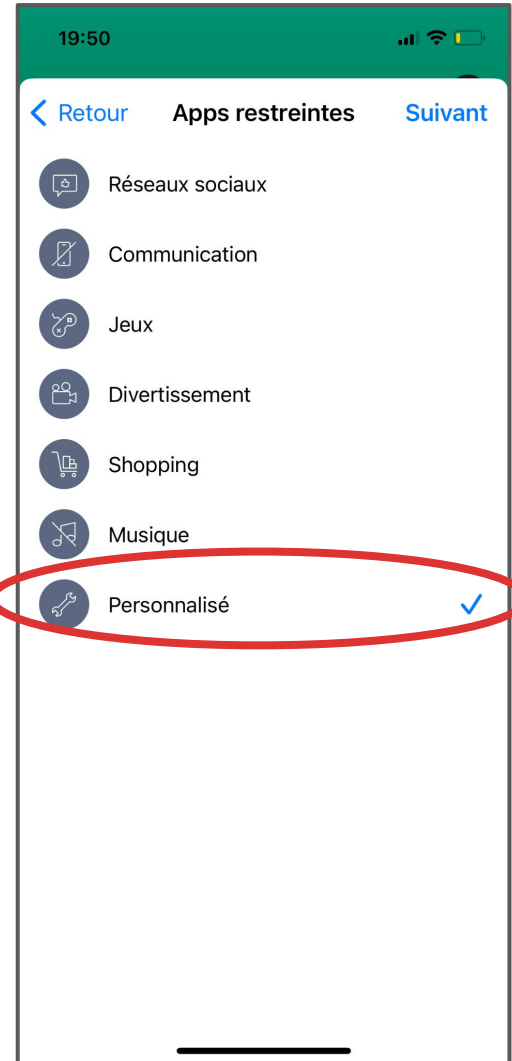 19:50
Retour Apps restreintes Suivant
Réseaux sociaux
Communication
Jeux
Divertissement
Shopping
Musique
Personnalisé